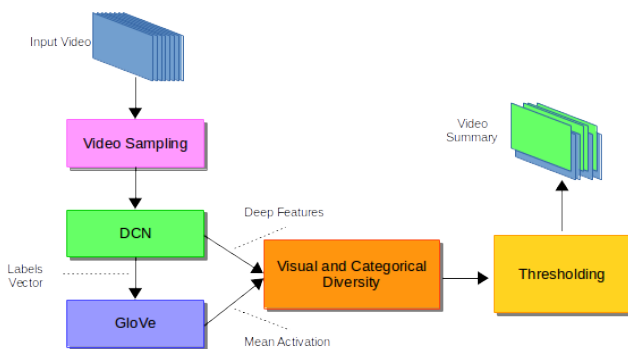 Input Video
Video Sampling
DCN
Deep Features
Labels
Vector
GloVe
Mean Activation
Visual and Categorical
Diversity
Thresholding
Video
Summary